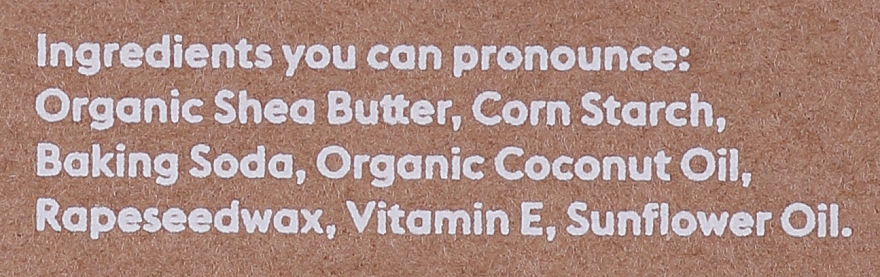 Ingredients you can pronounce:
Organic Shea Butter, Corn Starch,
Baking Soda, Organic Coconut Oil,
Rapeseedwax, Vitamin E, Sunflower Oil.